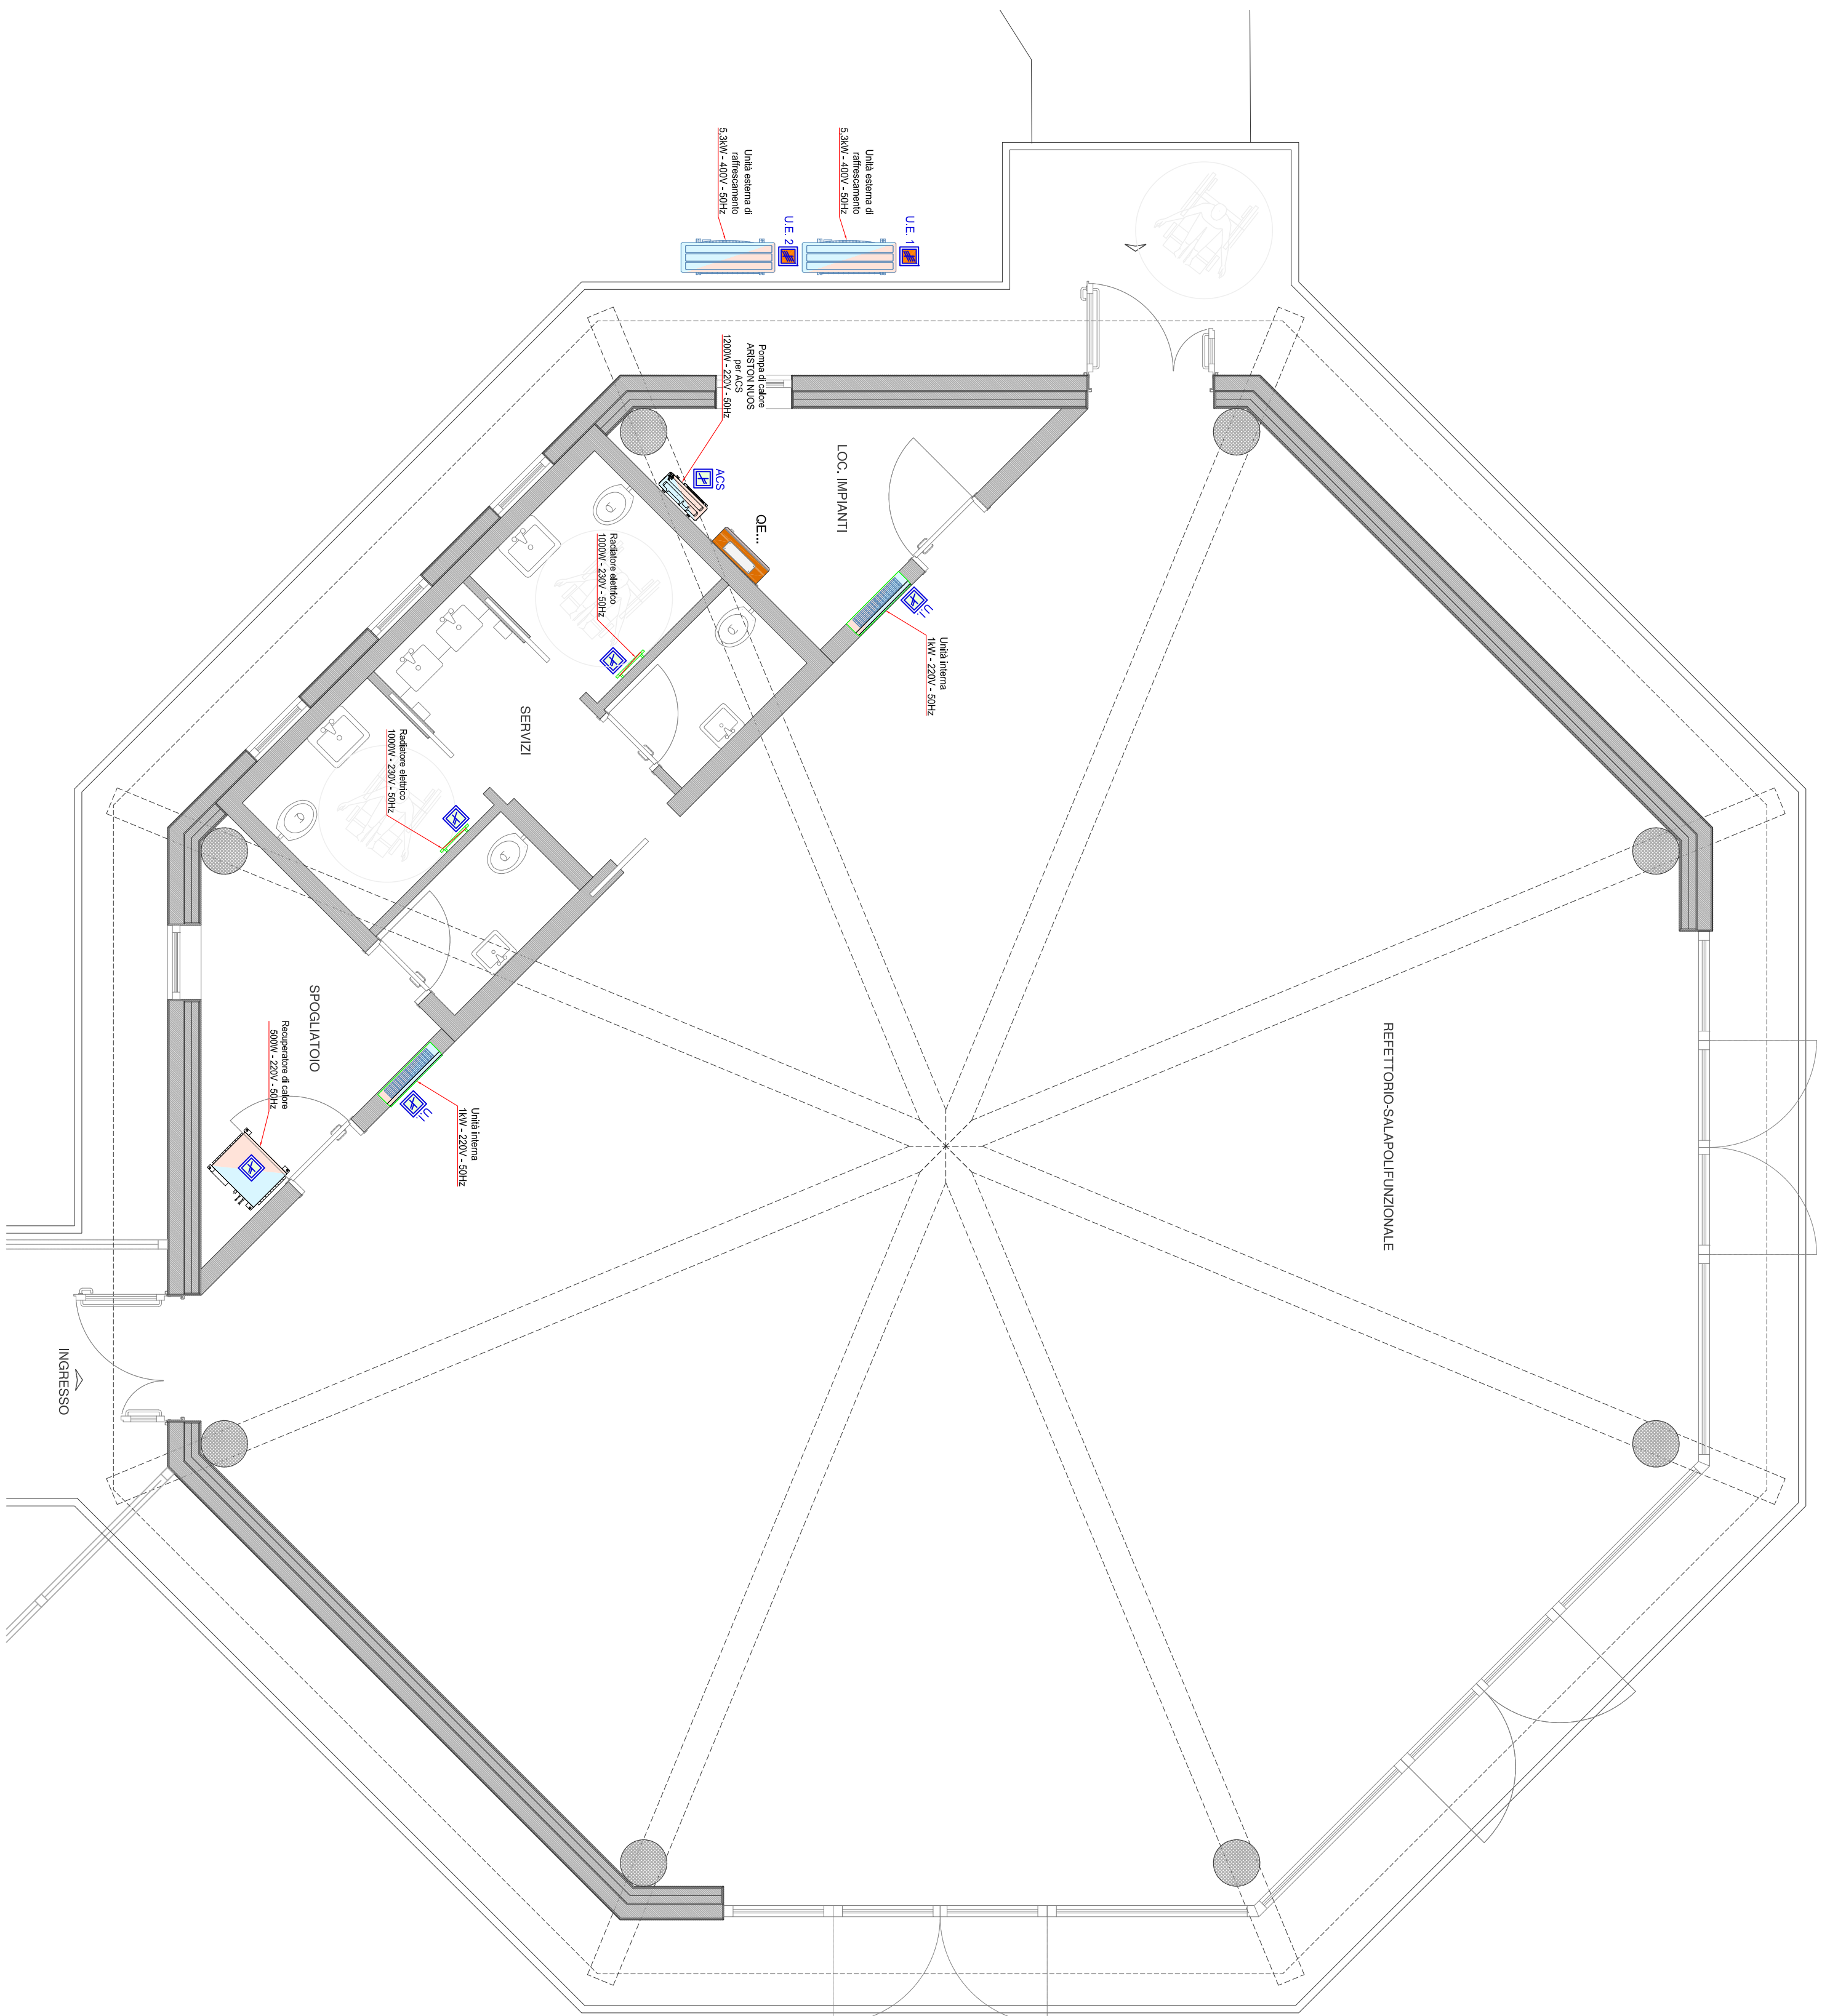 Unità esterna di
raffrescamento
5,3kW - 400V - 50Hz
U.E. 1
Unità esterna di
raffrescamento
5,3kW - 400V - 50Hz
U.E. 2
Pompa di calore
ARISTON NUOS
per ACS
1200W - 220V - 50Hz
LOC. IMPIANTI
ACS
QE...
Radiatore elettrico
1000W - 230V - 50Hz
U.I.
Unità interna
1kW - 220V - 50Hz
SERVIZI
Radiatore elettrico
1000W - 230V - 50Hz
SPOGLIATOIO
Recuperatore di calore
500W - 220V - 50Hz
U.I.
Unità interna
1kW - 220V - 50Hz
REFETTORIO-SALAPOLIFUNZIONALE
INGRESSO